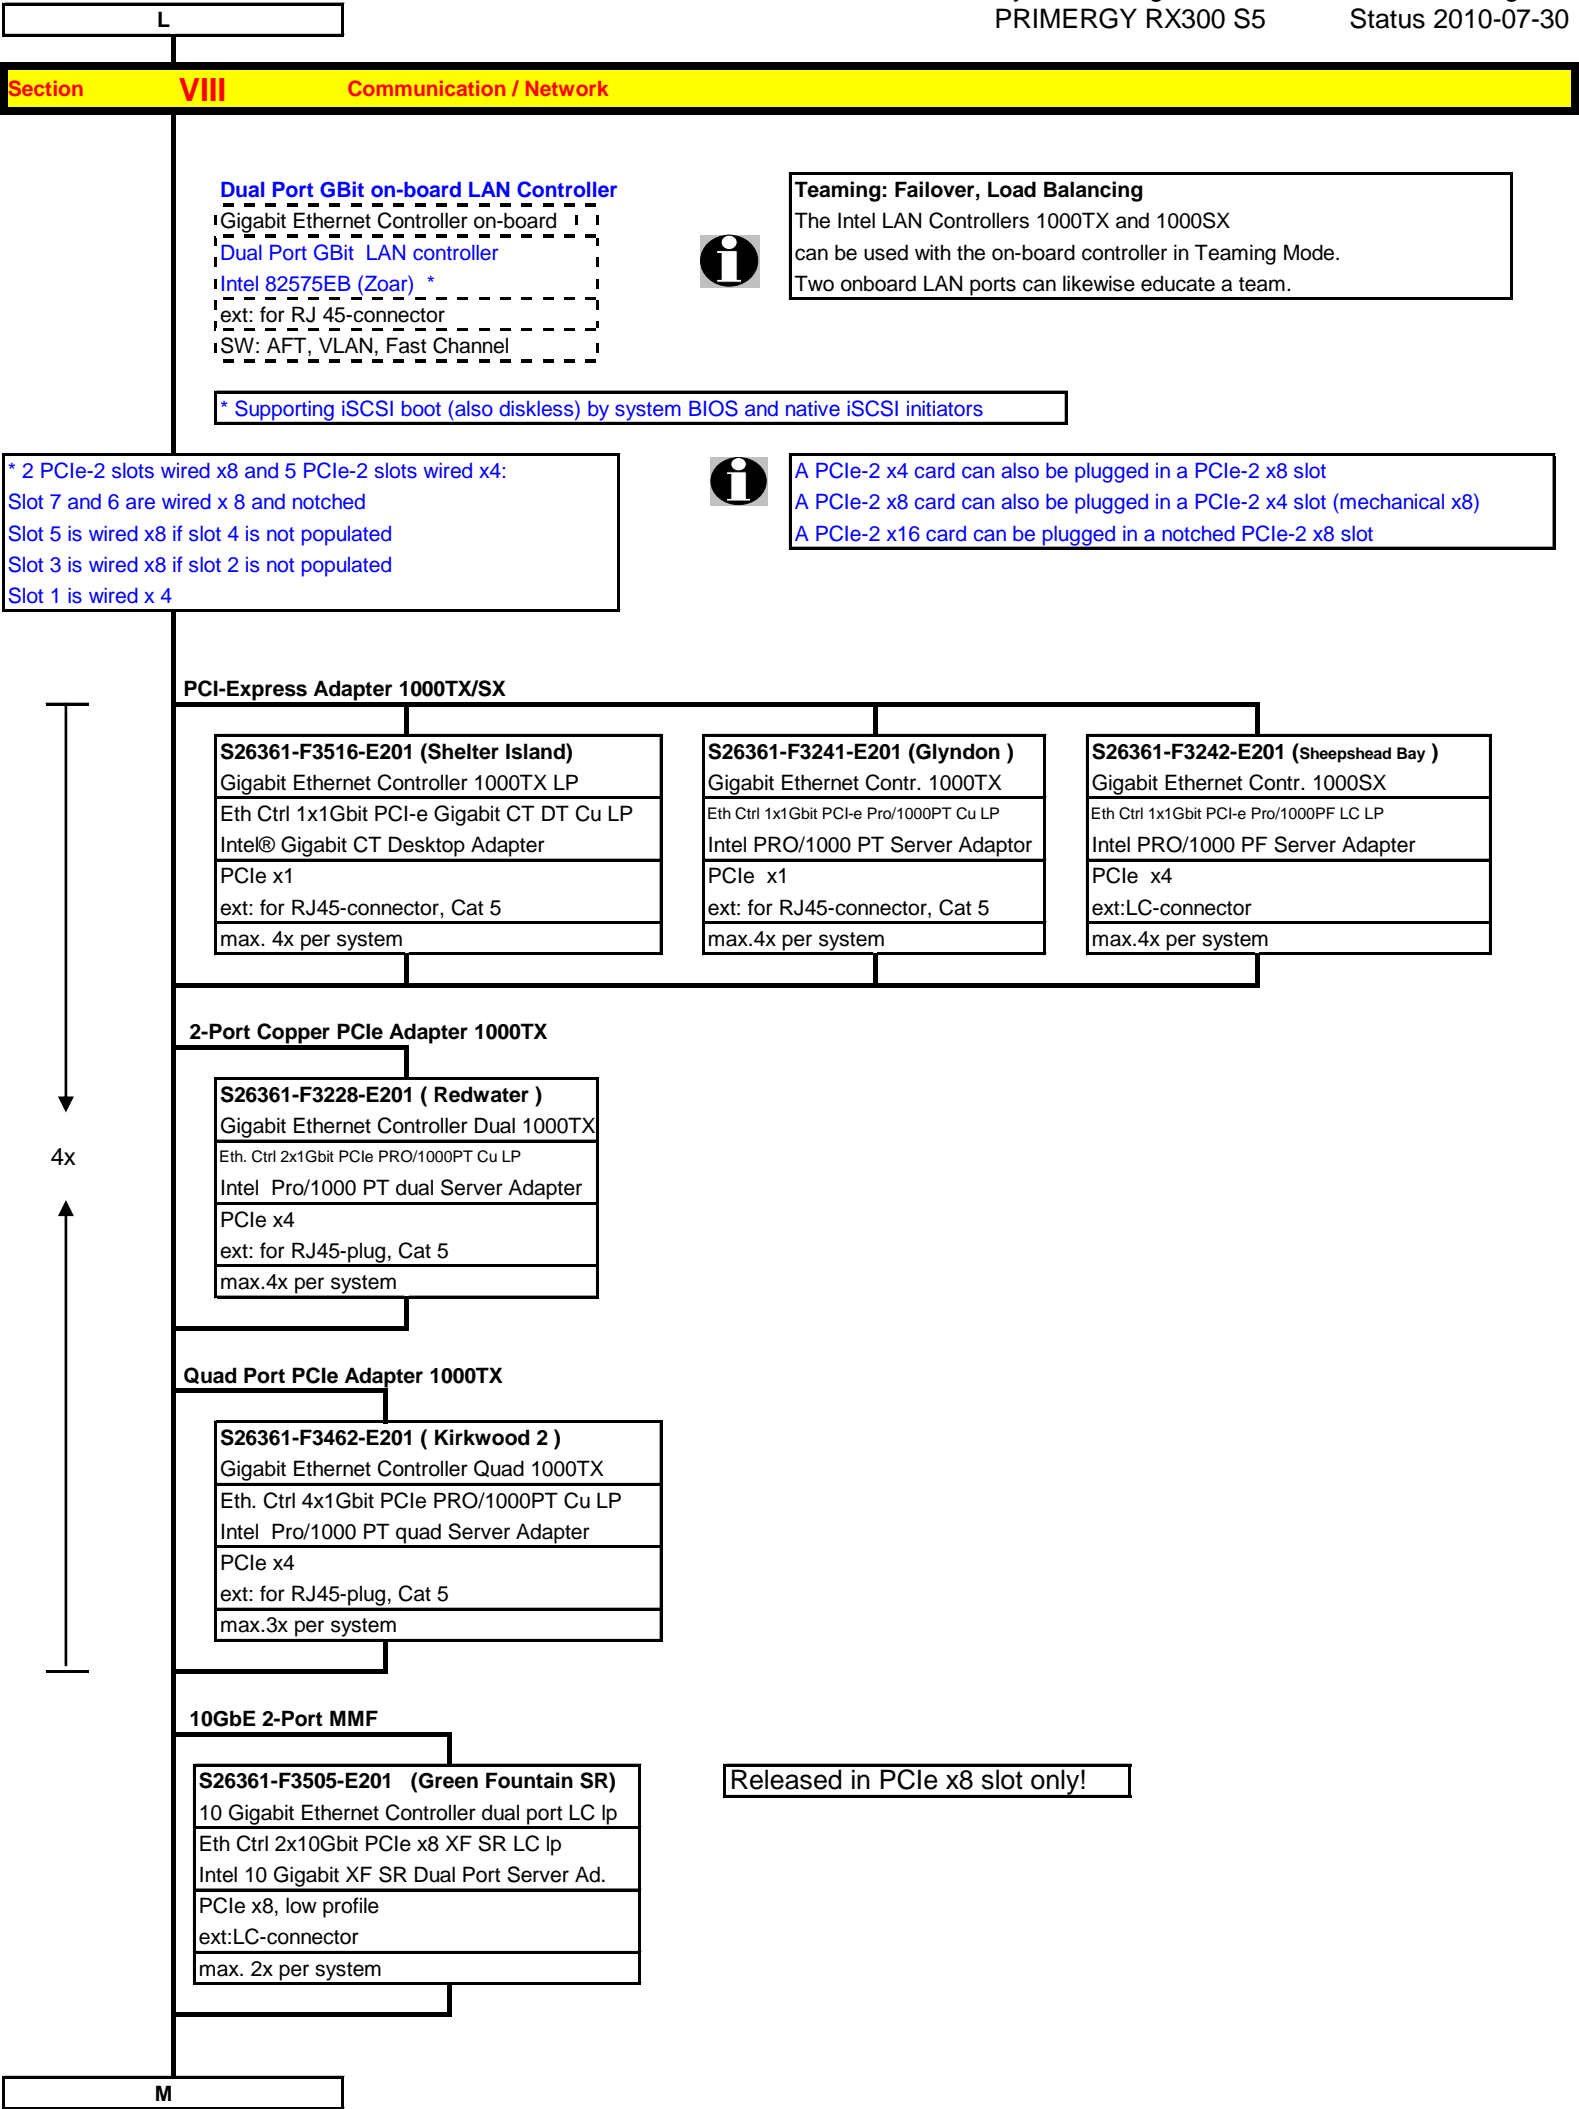 L
PRIMERGY RX300 S5 Status 2010-07-30
Section VIII Communication / Network
Dual Port GBit on-board LAN Controller
Gigabit Ethernet Controller on-board
Dual Port GBit LAN controller
Intel 82575EB (Zoar) *
ext: for RJ 45-connector
SW: AFT, VLAN, Fast Channel
Teaming: Failover, Load Balancing
The Intel LAN Controllers 1000TX and 1000SX
can be used with the on-board controller in Teaming Mode.
Two onboard LAN ports can likewise educate a team.
* Supporting iSCSI boot (also diskless) by system BIOS and native iSCSI initiators
* 2 PCIe-2 slots wired x8 and 5 PCIe-2 slots wired x4:
Slot 7 and 6 are wired x 8 and notched
Slot 5 is wired x8 if slot 4 is not populated
Slot 3 is wired x8 if slot 2 is not populated
Slot 1 is wired x 4
A PCIe-2 x4 card can also be plugged in a PCIe-2 x8 slot
A PCIe-2 x8 card can also be plugged in a PCIe-2 x4 slot (mechanical x8)
A PCIe-2 x16 card can be plugged in a notched PCIe-2 x8 slot
PCI-Express Adapter 1000TX/SX
S26361-F3516-E201 (Shelter Island)
Gigabit Ethernet Controller 1000TX LP
Eth Ctrl 1x1Gbit PCI-e Gigabit CT DT Cu LP
Intel® Gigabit CT Desktop Adapter
PCIe x1
ext: for RJ45-connector, Cat 5
max. 4x per system
S26361-F3241-E201 (Glyndon )
Gigabit Ethernet Contr. 1000TX
Eth Ctrl 1x1Gbit PCI-e Pro/1000PT Cu LP
Intel PRO/1000 PT Server Adaptor
PCIe x1
ext: for RJ45-connector, Cat 5
max.4x per system
S26361-F3242-E201 (Sheepshead Bay )
Gigabit Ethernet Contr. 1000SX
Eth Ctrl 1x1Gbit PCI-e Pro/1000PF LC LP
Intel PRO/1000 PF Server Adapter
PCIe x4
ext:LC-connector
max.4x per system
2-Port Copper PCIe Adapter 1000TX
S26361-F3228-E201 ( Redwater )
Gigabit Ethernet Controller Dual 1000TX
Eth. Ctrl 2x1Gbit PCIe PRO/1000PT Cu LP
Intel Pro/1000 PT dual Server Adapter
PCIe x4
ext: for RJ45-plug, Cat 5
max.4x per system
4x
Quad Port PCIe Adapter 1000TX
S26361-F3462-E201 ( Kirkwood 2 )
Gigabit Ethernet Controller Quad 1000TX
Eth. Ctrl 4x1Gbit PCIe PRO/1000PT Cu LP
Intel Pro/1000 PT quad Server Adapter
PCIe x4
ext: for RJ45-plug, Cat 5
max.3x per system
10GbE 2-Port MMF
S26361-F3505-E201 (Green Fountain SR)
10 Gigabit Ethernet Controller dual port LC lp
Eth Ctrl 2x10Gbit PCIe x8 XF SR LC lp
Intel 10 Gigabit XF SR Dual Port Server Ad.
PCIe x8, low profile
ext:LC-connector
max. 2x per system
Released in PCIe x8 slot only!
M